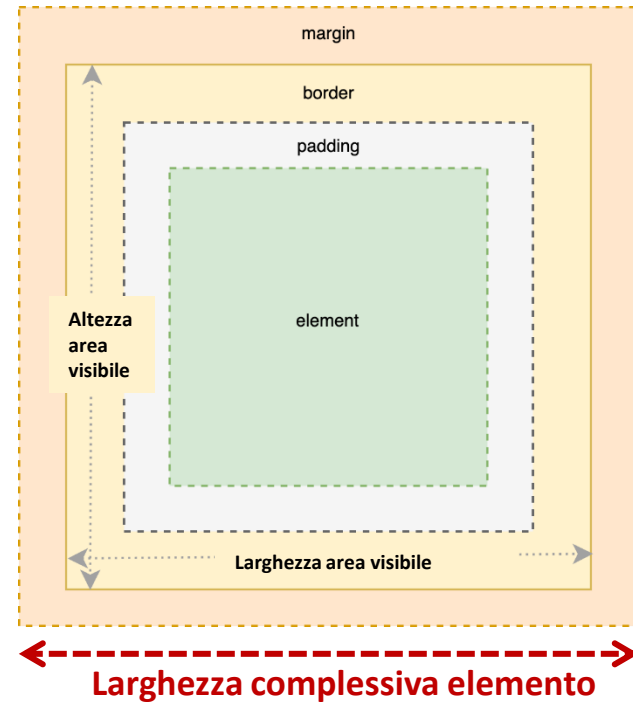 margin
border
padding
element
Altezza
area
visibile
Larghezza area visibile
Larghezza complessiva elemento